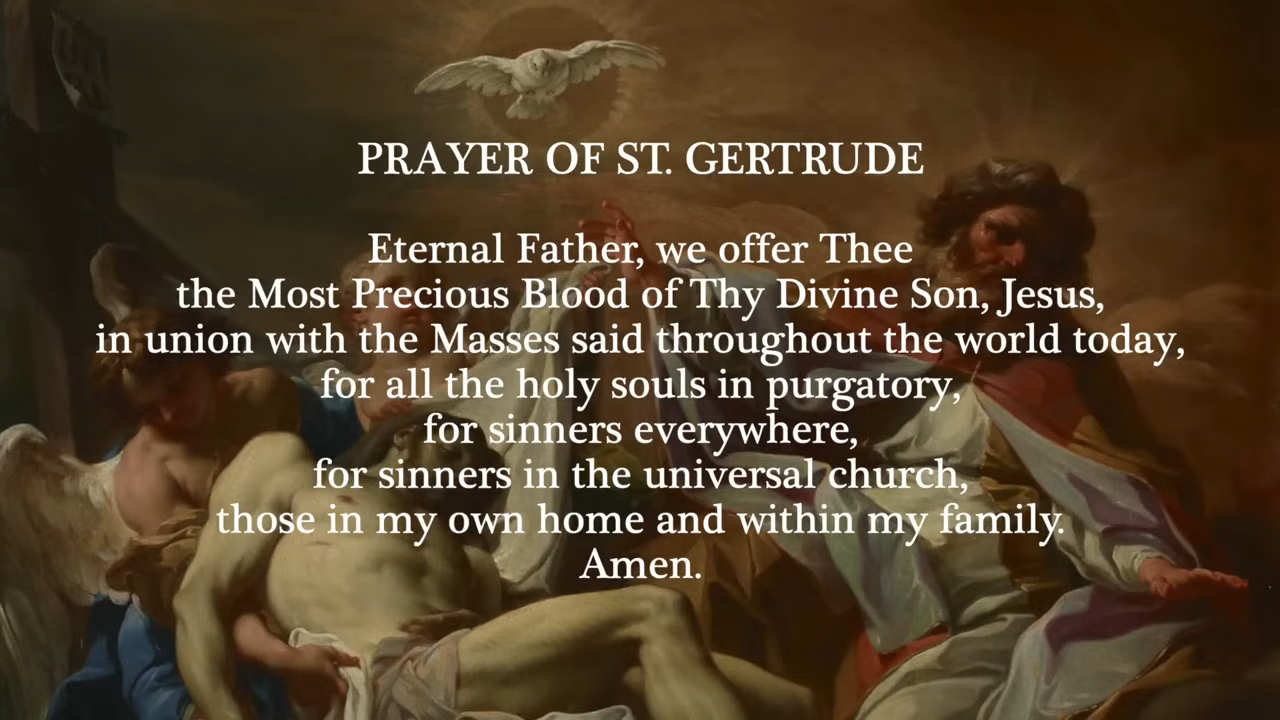 PRAYER OF ST. GERTRUDE
Eternal Father, we offer Thee
the Most Precious Blood of Thy Divine Son, Jesus,
in union with the Masses said throughout the world today,
for all the holy souls in purgatory,
for sinners everywhere,
for sinners in the universal church,
those in my own home and within my family.
Amen.